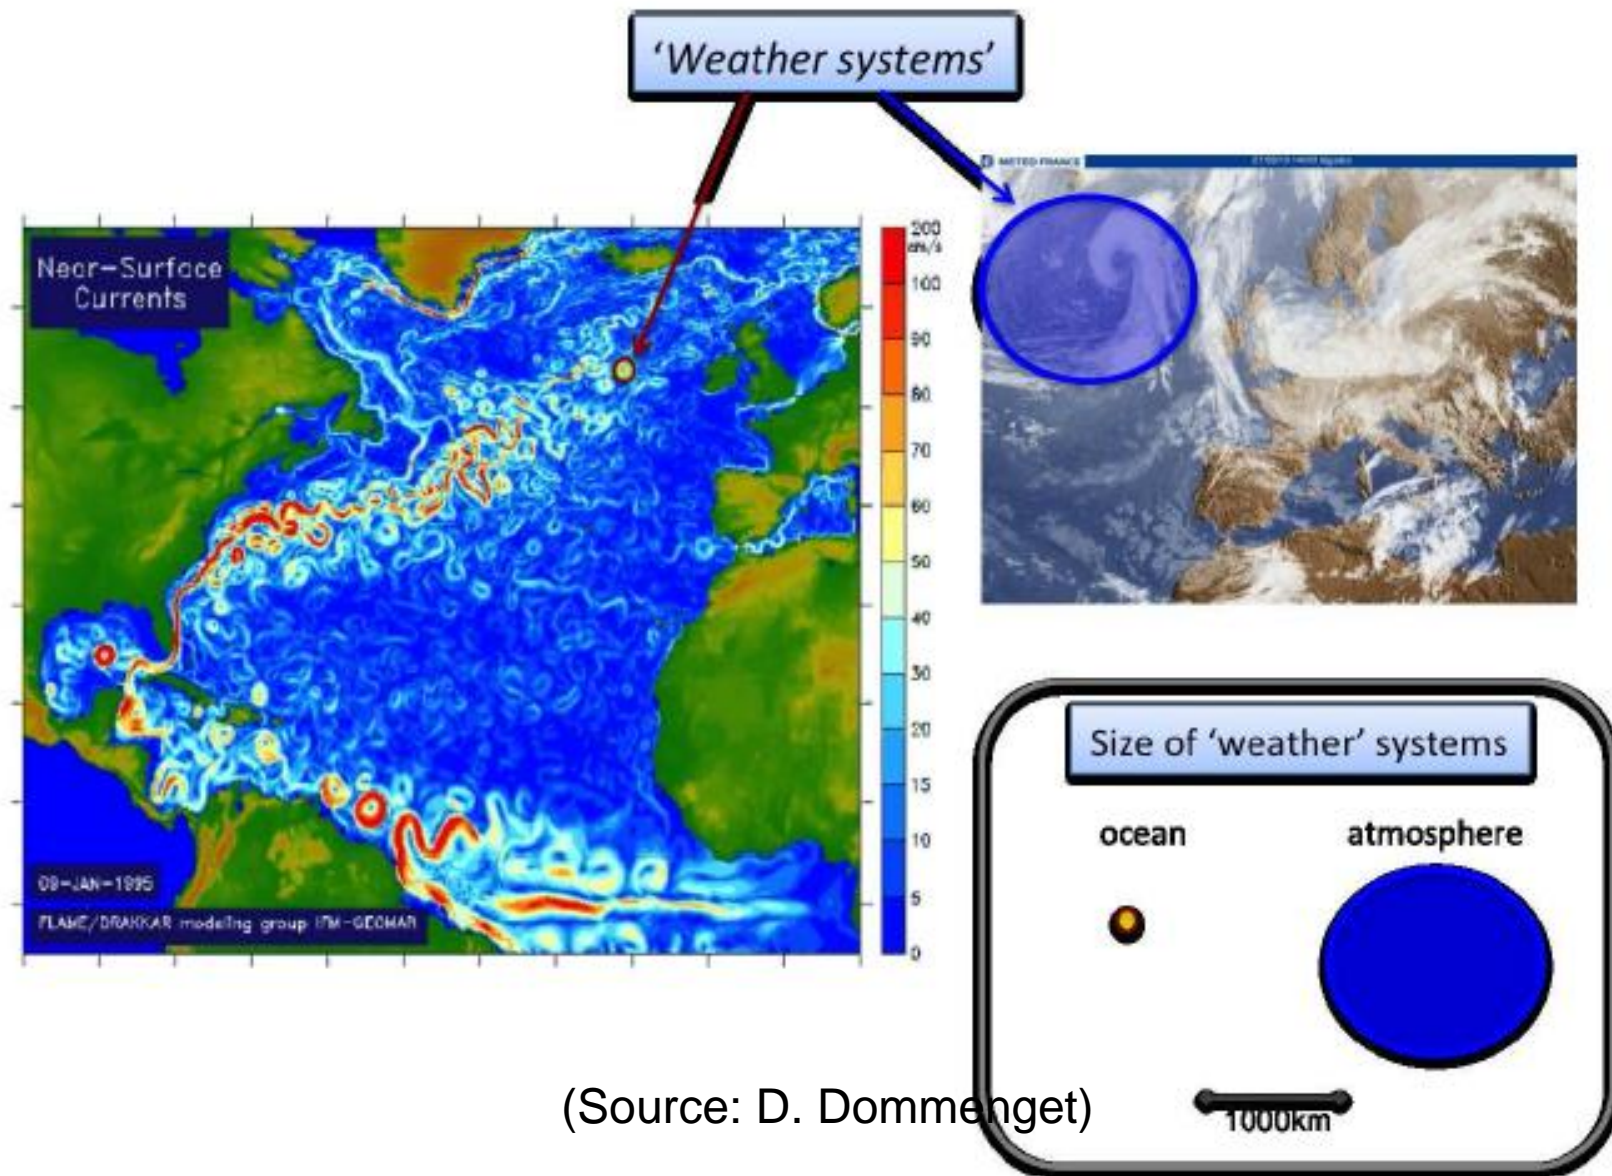 ‘Weather systems’
METEO FRANCE
Near-Surface
Currents
200
cm/s
100
90
80
70
60
50
40
30
20
15
10
5
0
09-JAN-1995
FLAME/DRAKKAR modeling group IFM-GEOMAR
Size of ‘weather’ systems
ocean
atmosphere
1000km
(Source: D. Dommenget)